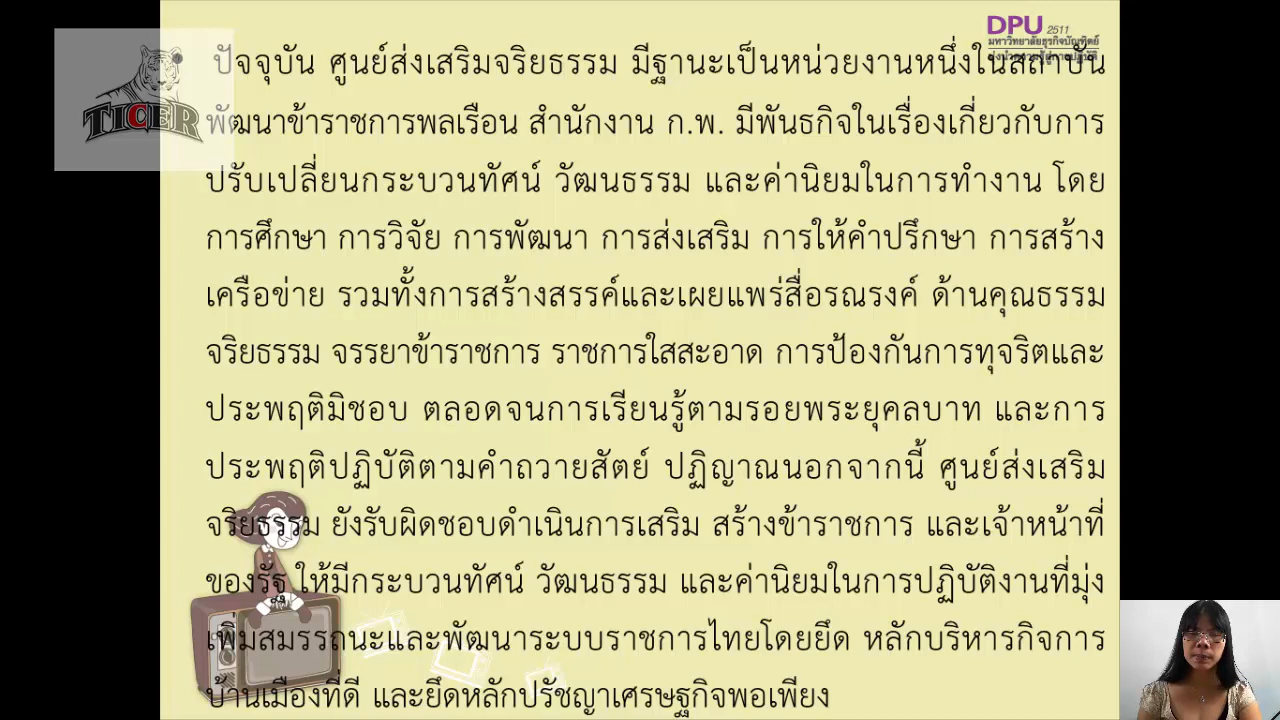 DPU 2511
มหาวิทยาลัยธุรกิจบัณฑิตย์
TICER
ปัจจุบัน ศูนย์ส่งเสริมจริยธรรม มีฐานะเป็นหน่วยงานหนึ่งในสถาบัน
พัฒนาข้าราชการพลเรือน สำนักงาน ก.พ. มีพันธกิจในเรื่องเกี่ยวกับการ
ปรับเปลี่ยนกระบวนทัศน์ วัฒนธรรม และค่านิยมในการทำงาน โดย
การศึกษา การวิจัย การพัฒนา การส่งเสริม การให้คำปรึกษา การสร้าง
เครือข่าย รวมทั้งการสร้างสรรค์และเผยแพร่สื่อรณรงค์ ด้านคุณธรรม
จริยธรรม จรรยาข้าราชการ ราชการใสสะอาด การป้องกันการทุจริตและ
ประพฤติมิชอบ ตลอดจนการเรียนรู้ตามรอยพระยุคลบาท และการ
ประพฤติปฏิบัติตามคำถวายสัตย์ ปฏิญาณนอกจากนี้ ศูนย์ส่งเสริม
จริยธรรม ยังรับผิดชอบดำเนินการเสริม สร้างข้าราชการ และเจ้าหน้าที่
ของรัฐ ให้มีกระบวนทัศน์ วัฒนธรรม และค่านิยมในการปฏิบัติงานที่มุ่ง
เพิ่มสมรรถนะและพัฒนาระบบราชการไทยโดยยึด หลักบริหารกิจการ
บ้านเมืองที่ดี และยึดหลักปรัชญาเศรษฐกิจพอเพียง